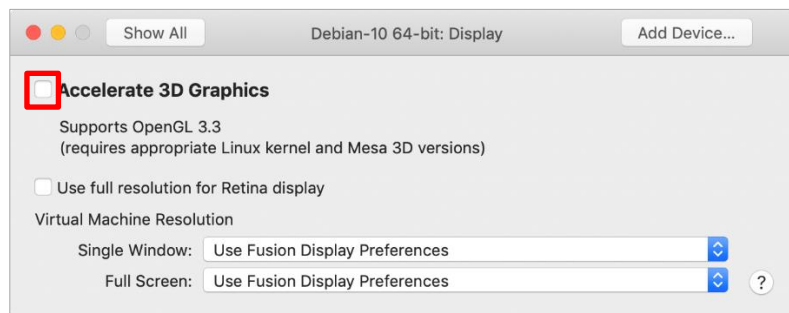 Show All
Debian-10 64-bit: Display
Add Device...
Accelerate 3D Graphics
Supports OpenGL 3.3
(requires appropriate Linux kernel and Mesa 3D versions)
Use full resolution for Retina display
Virtual Machine Resolution
Single Window: Use Fusion Display Preferences
Full Screen: Use Fusion Display Preferences
?